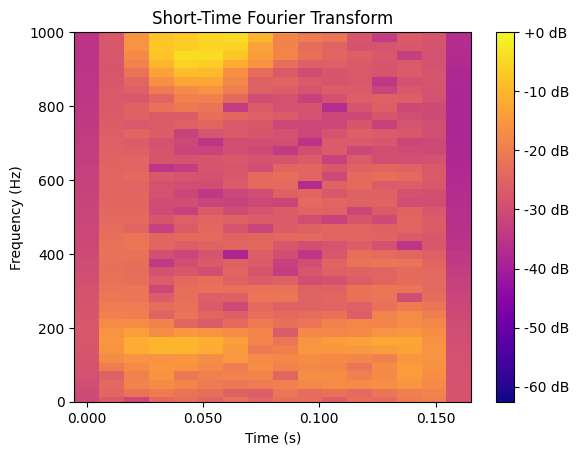 Short-Time Fourier Transform
1000
800
600
400
200
0
Frequency (Hz)
0.000
0.050
0.100
0.150
Time (s)
+0 dB
-10 dB
-20 dB
-30 dB
-40 dB
-50 dB
-60 dB